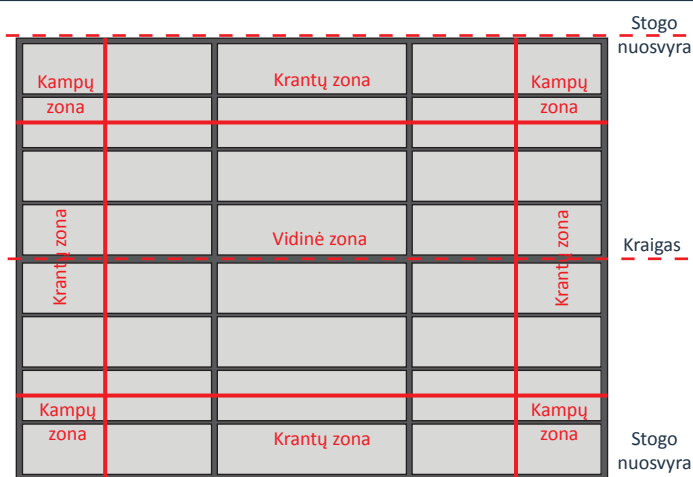 Stogo
nuosvyra
Kampų
zona
Krantų zona
Kampų
zona
Krantų zona
Vidinė zona
Krantų zona
Kraigas
Kampų
zona
Krantų zona
Kampų
zona
Stogo
nuosvyra